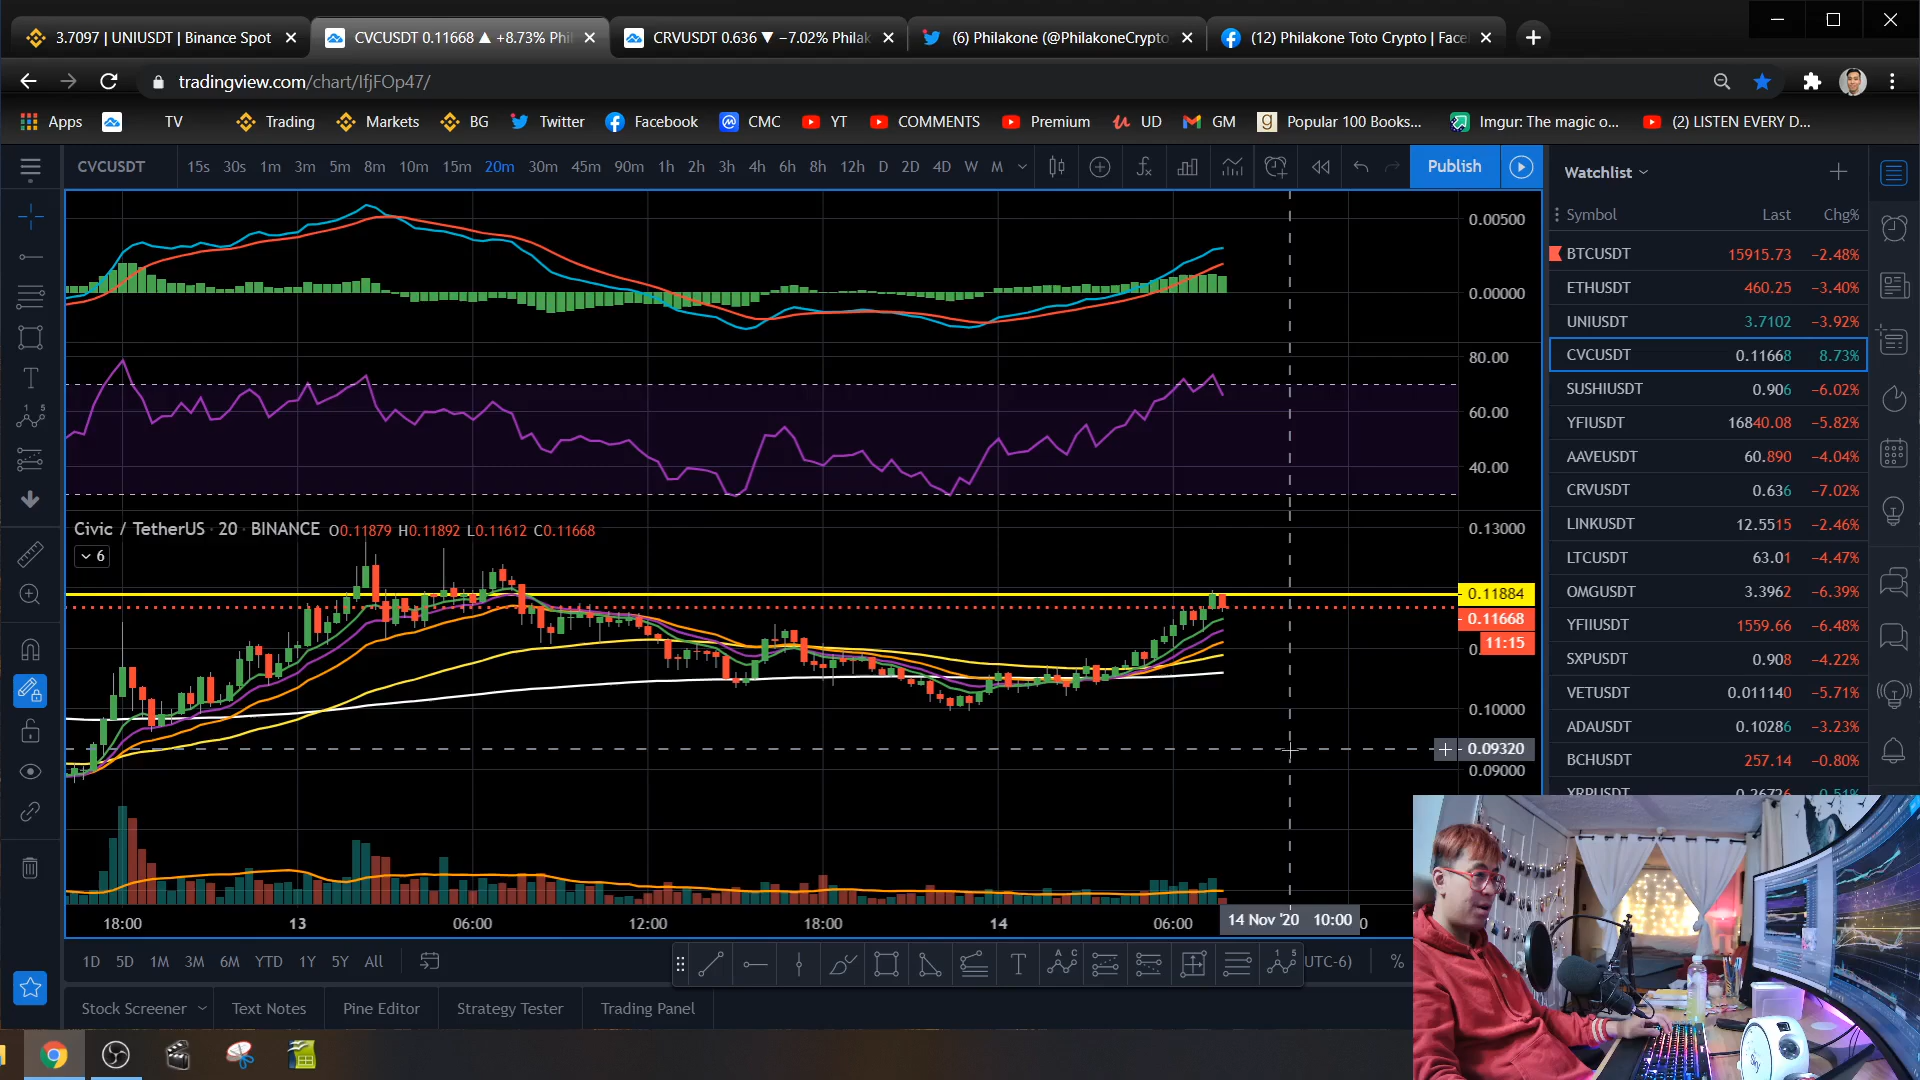 3.7097 | UNIUSDT | Binance Spot
CVCUSDT 0.11668 ▲ +8.73% Phi
CRVUSDT 0.636 ▼ −7.02% Philak
(6) Philakone (@PhilakoneCrypto
(12) Philakone Toto Crypto | Face
tradingview.com/chart/IfjFOp47/
Apps TV Trading Markets BG Twitter Facebook CMC YT COMMENTS Premium UD GM Popular 100 Books... Imgur: The magic o... (2) LISTEN EVERY D...
CVCUSDT 15s 30s 1m 3m 5m 8m 10m 15m 20m 30m 45m 90m 1h 2h 3h 4h 6h 8h 12h D 2D 4D W M Publish
Watchlist
Symbol Last Chg%
BTCUSDT 15915.73 −2.48%
ETHUSDT 460.25 −3.40%
UNIUSDT 3.7102 −3.92%
CVCUSDT 0.11668 8.73%
SUSHIUSDT 0.906 −6.02%
YFIUSDT 16840.08 −5.82%
AAVEUSDT 60.890 −4.04%
CRVUSDT 0.636 −7.02%
LINKUSDT 12.5515 −2.46%
LTCUSDT 63.01 −4.47%
OMGUSDT 3.3962 −6.39%
YFIIUSDT 1559.66 −6.48%
SXPUSDT 0.908 −4.22%
VETUSDT 0.011140 −5.71%
ADAUSDT 0.10286 −3.23%
BCHUSDT 257.14 −0.80%
XRPUSDT 0.26726 0.51%
0.00500
0.00000
80.00
60.00
40.00
Civic / TetherUS · 20 · BINANCE O0.11879 H0.11892 L0.11612 C0.11668
6
0.13000
0.11884
0.11668
11:15
0.10000
0.09320
0.09000
18:00 13 06:00 12:00 18:00 14 06:00 14 Nov '20 10:00
1D 5D 1M 3M 6M YTD 1Y 5Y All
UTC-6) %
Stock Screener Text Notes Pine Editor Strategy Tester Trading Panel